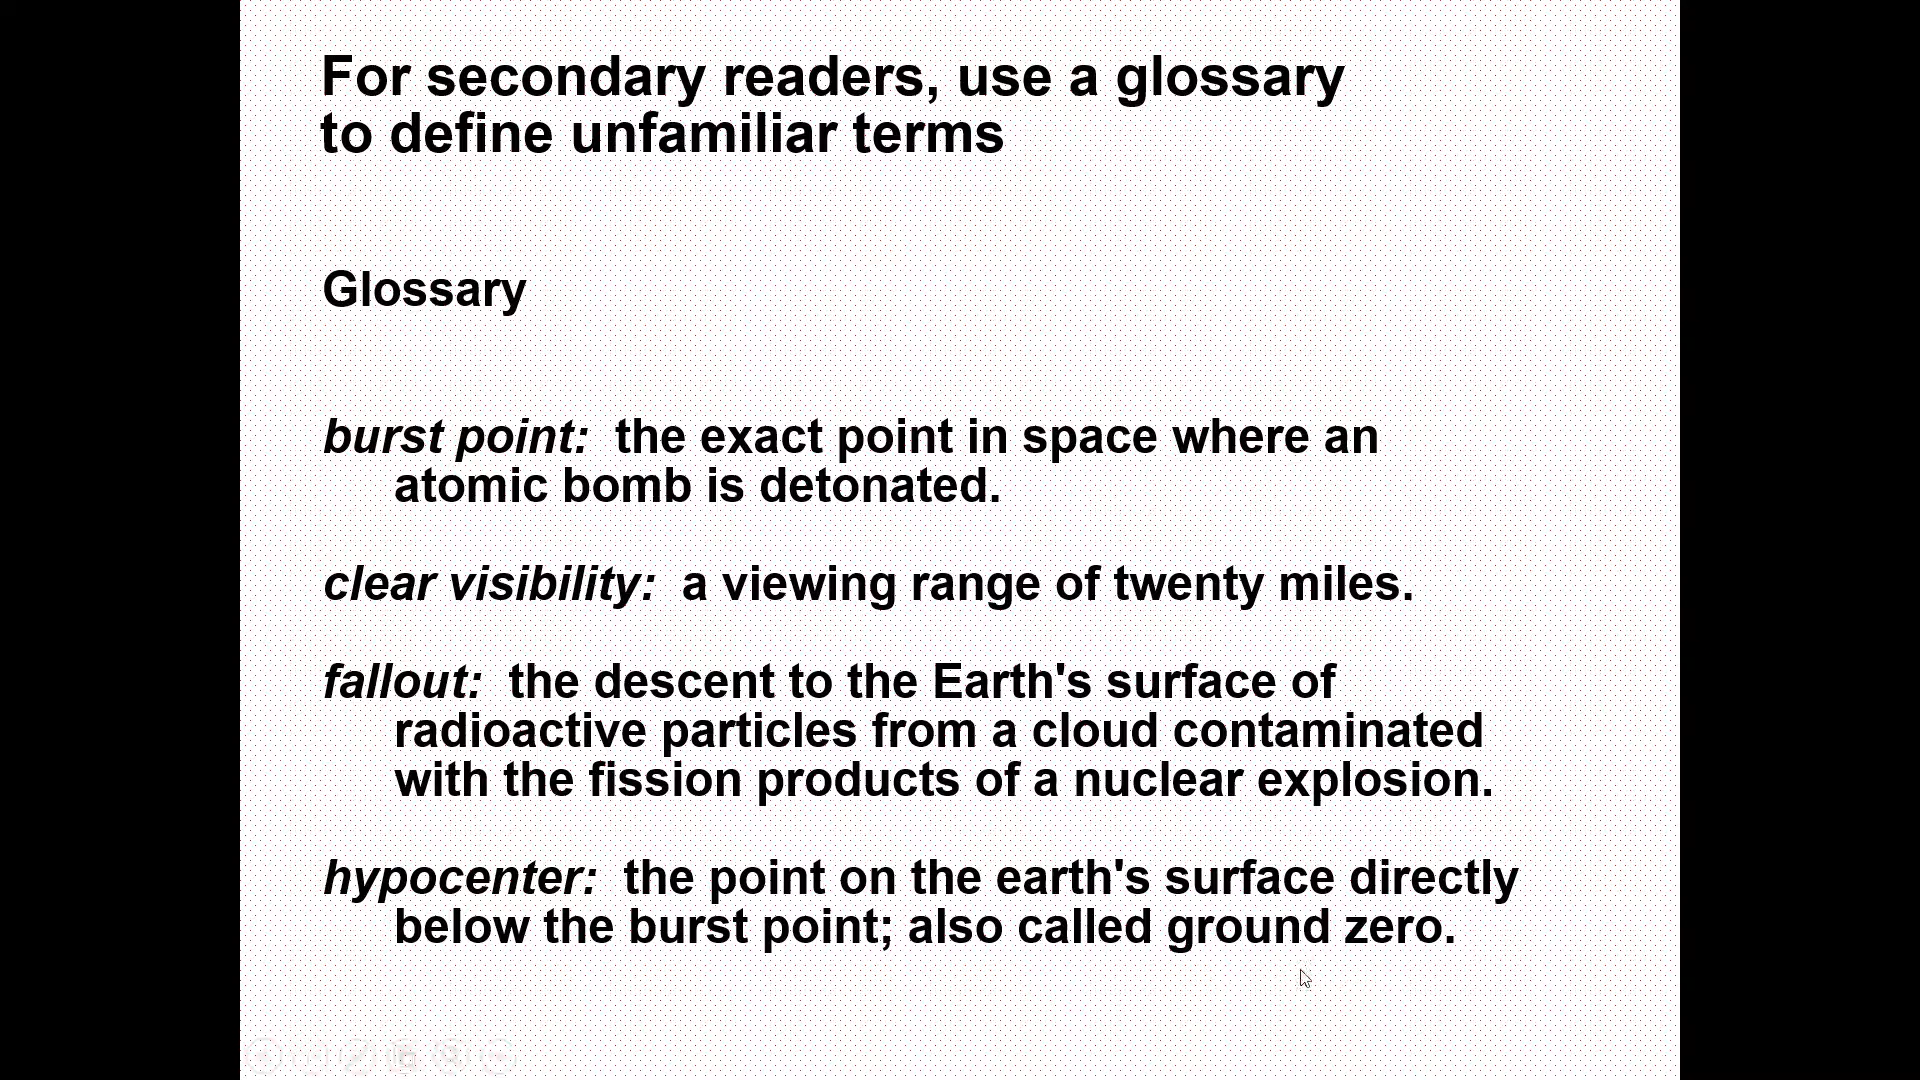 For secondary readers, use a glossary
to define unfamiliar terms
Glossary
burst point: the exact point in space where an
atomic bomb is detonated.
clear visibility: a viewing range of twenty miles.
fallout: the descent to the Earth's surface of
radioactive particles from a cloud contaminated
with the fission products of a nuclear explosion.
hypocenter: the point on the earth's surface directly
below the burst point; also called ground zero.